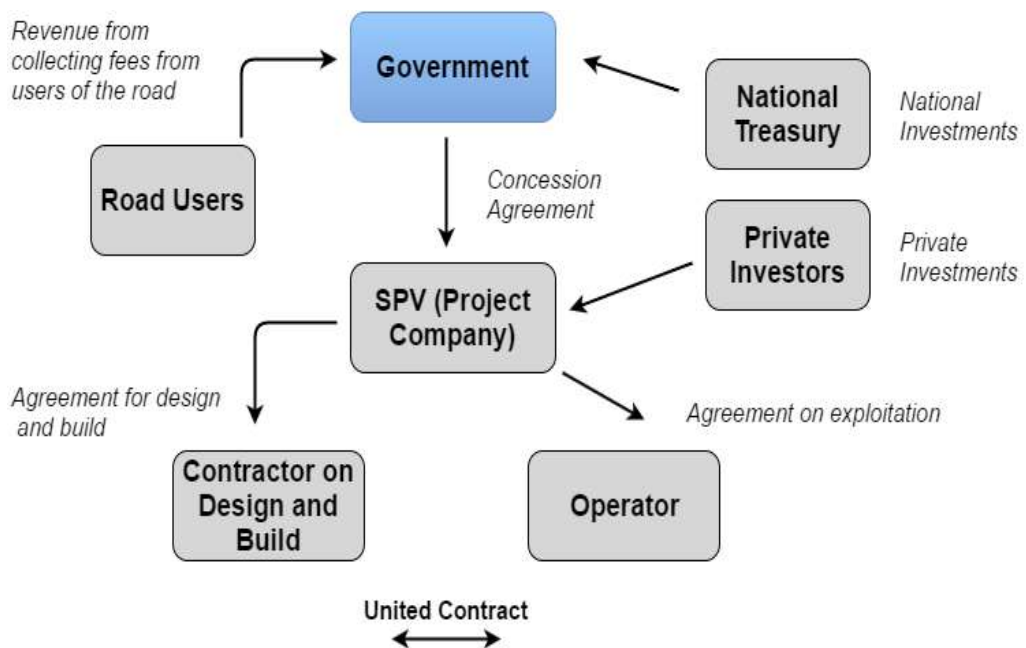 Revenue from
collecting fees from
users of the road
Government
National
Treasury
National
Investments
Road Users
Concession
Agreement
Private
Investors
Private
Investments
SPV (Project
Company)
Agreement for design
and build
Agreement on exploitation
Contractor on
Design and
Build
Operator
United Contract